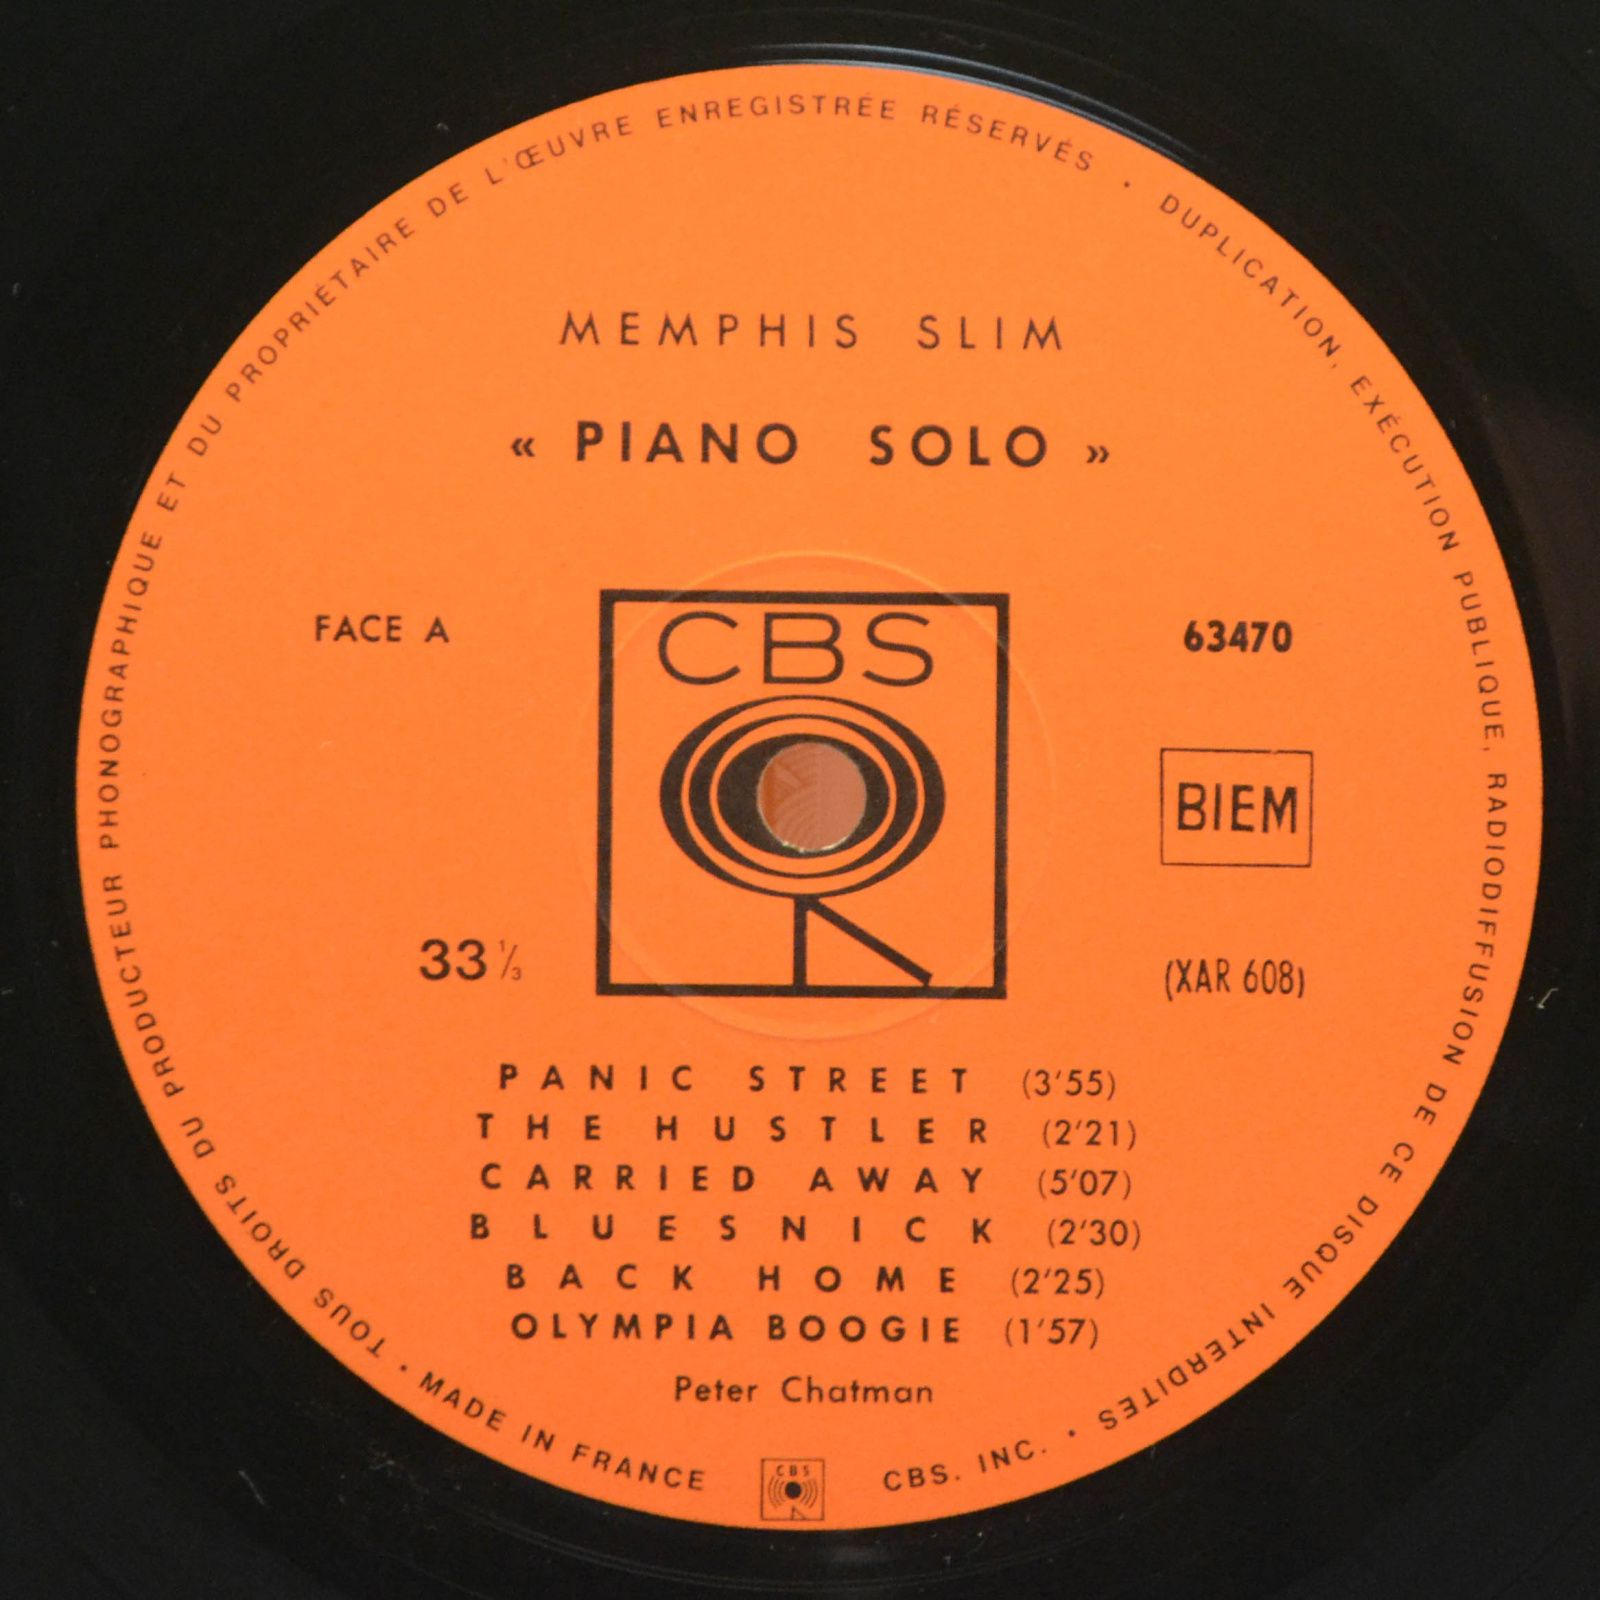 MEMPHIS SLIM
« PIANO SOLO »
FACE A
63470
CBS
BIEM
33 1/3
(XAR 608)
PANIC STREET (3'55)
THE HUSTLER (2'21)
CARRIED AWAY (5'07)
BLUESNICK (2'30)
BACK HOME (2'25)
OLYMPIA BOOGIE (1'57)
Peter Chatman
TOUS DROITS DU PRODUCTEUR PHONOGRAPHIQUE ET DU PROPRIÉTAIRE DE L'ŒUVRE ENREGISTRÉE RÉSERVÉS · DUPLICATION, EXÉCUTION PUBLIQUE, RADIODIFFUSION DE CE DISQUE INTERDITES ·
· MADE IN FRANCE
CBS
CBS. INC.